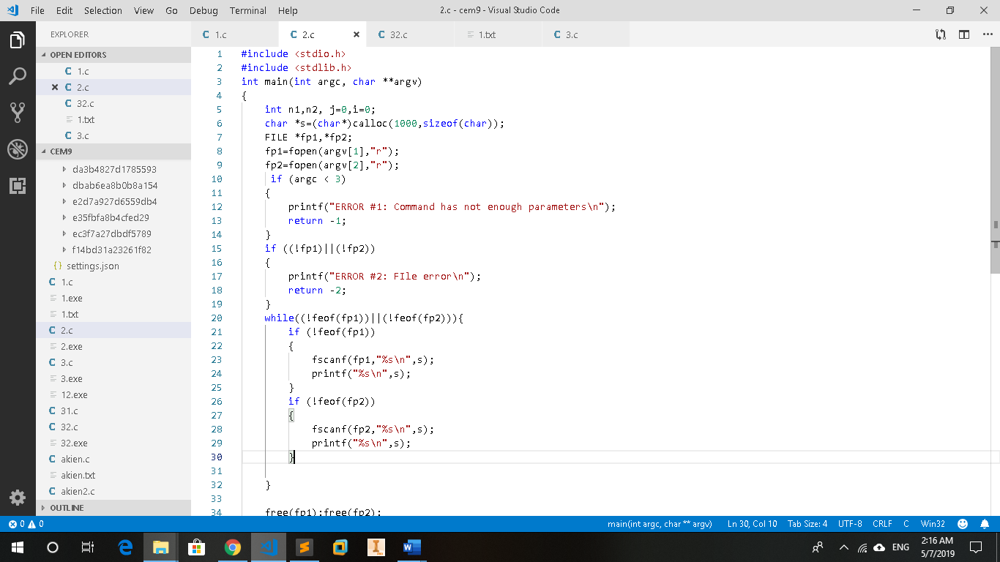 File Edit Selection View Go Debug Terminal Help
2.c - cem9 - Visual Studio Code
EXPLORER
OPEN EDITORS
C 1.c
C 2.c
C 32.c
1.txt
C 3.c
CEM9
da3b4827d1785593
dbab6ea8b0b8a154
e2d7a927d6559db4
e35fbfa8b4cfed29
ec3f7a27dbdf5789
f14bd31a23261f82
{} settings.json
C 1.c
1.exe
1.txt
C 2.c
2.exe
C 3.c
3.exe
12.exe
C 31.c
C 32.c
32.exe
C akien.c
akien.txt
C akien2.c
OUTLINE
C 1.c C 2.c C 32.c 1.txt C 3.c
1 #include <stdio.h>
2 #include <stdlib.h>
3 int main(int argc, char **argv)
4 {
5     int n1,n2, j=0,i=0;
6     char *s=(char*)calloc(1000,sizeof(char));
7     FILE *fp1,*fp2;
8     fp1=fopen(argv[1],"r");
9     fp2=fopen(argv[2],"r");
10      if (argc < 3)
11     {
12         printf("ERROR #1: Command has not enough parameters\n");
13         return -1;
14     }
15     if ((!fp1)||(!fp2))
16     {
17         printf("ERROR #2: FIle error\n");
18         return -2;
19     }
20     while((!feof(fp1))||(!feof(fp2))){
21         if (!feof(fp1))
22         {
23             fscanf(fp1,"%s\n",s);
24             printf("%s\n",s);
25         }
26         if (!feof(fp2))
27         {
28             fscanf(fp2,"%s\n",s);
29             printf("%s\n",s);
30         }
31
32     }
33
34     free(fp1);free(fp2);
0 0 main(int argc, char ** argv) Ln 30, Col 10 Tab Size: 4 UTF-8 CRLF C Win32
ENG
2:16 AM
5/7/2019